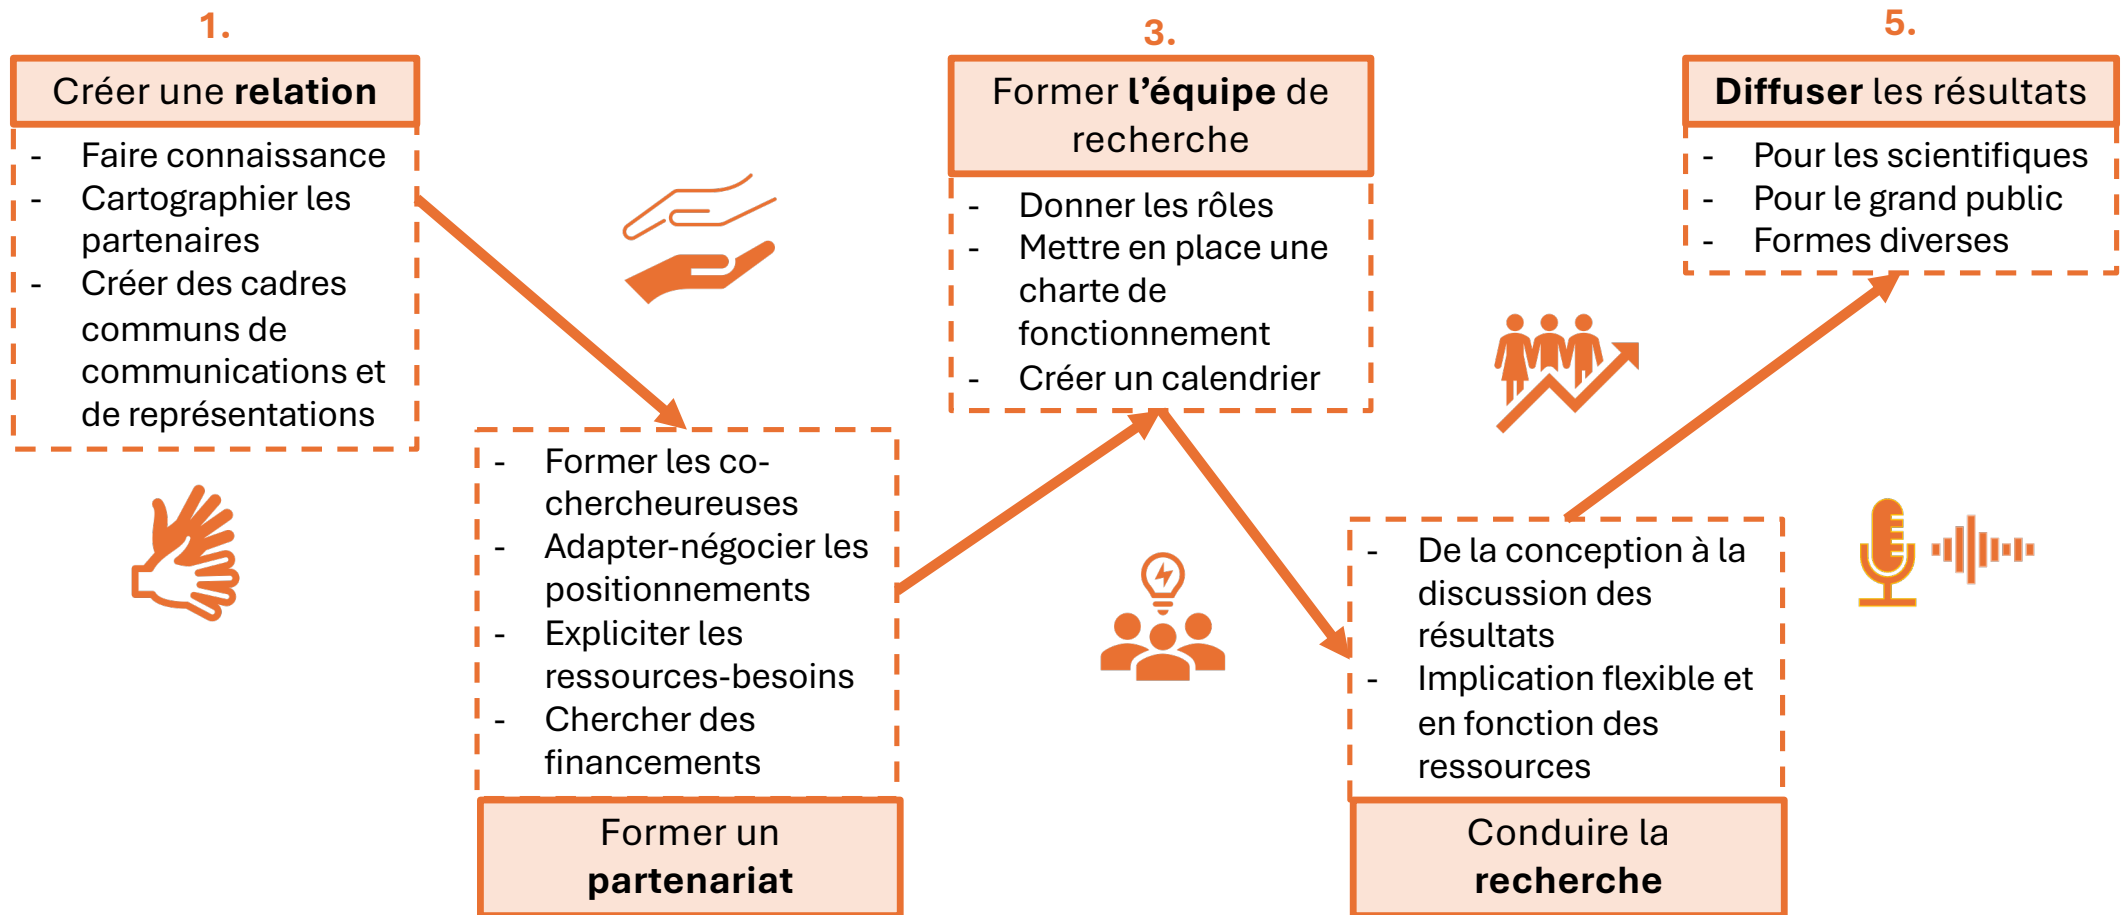 1.
Créer une relation
- Faire connaissance
- Cartographier les
partenaires
- Créer des cadres
communs de
communications et
de représentations
- Former les co-
chercheureuses
- Adapter-négocier les
positionnements
- Expliciter les
ressources-besoins
- Chercher des
financements
Former un
partenariat
3.
Former l’équipe de
recherche
- Donner les rôles
- Mettre en place une
charte de
fonctionnement
- Créer un calendrier
- De la conception à la
discussion des
résultats
- Implication flexible et
en fonction des
ressources
Conduire la
recherche
5.
Diffuser les résultats
- Pour les scientifiques
- Pour le grand public
- Formes diverses